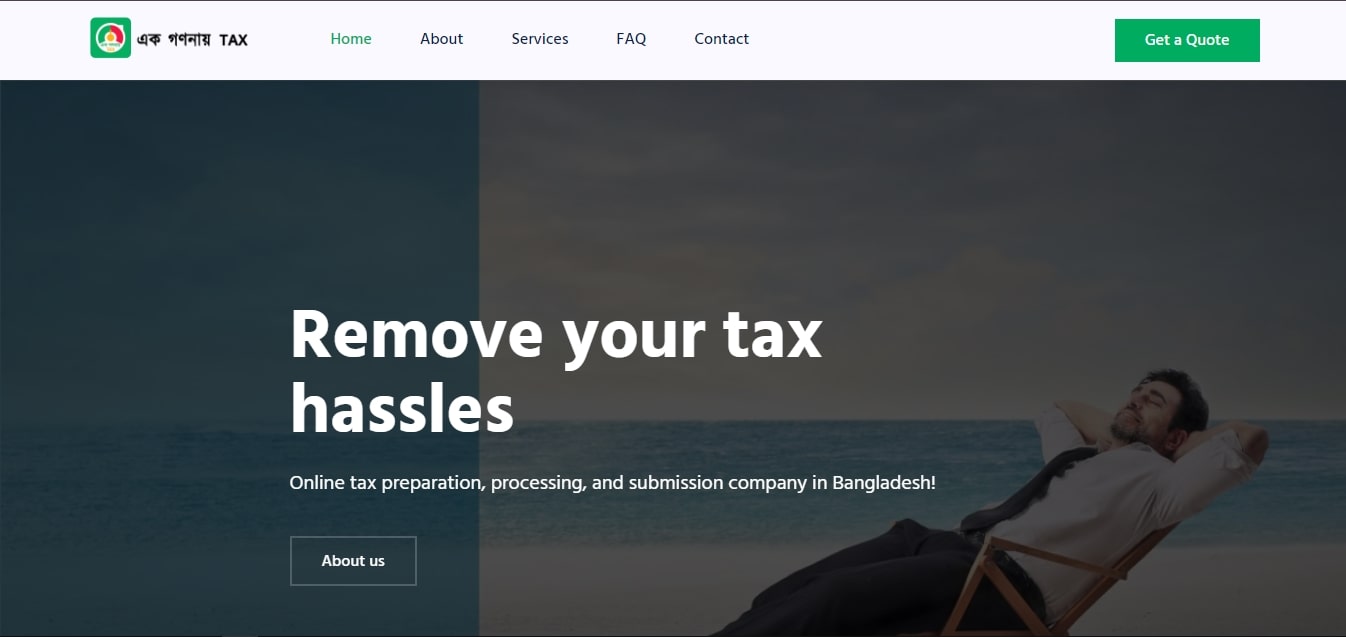 এক গণনায় TAX
Home
About
Services
FAQ
Contact
Get a Quote
Remove your tax
hassles
Online tax preparation, processing, and submission company in Bangladesh!
About us